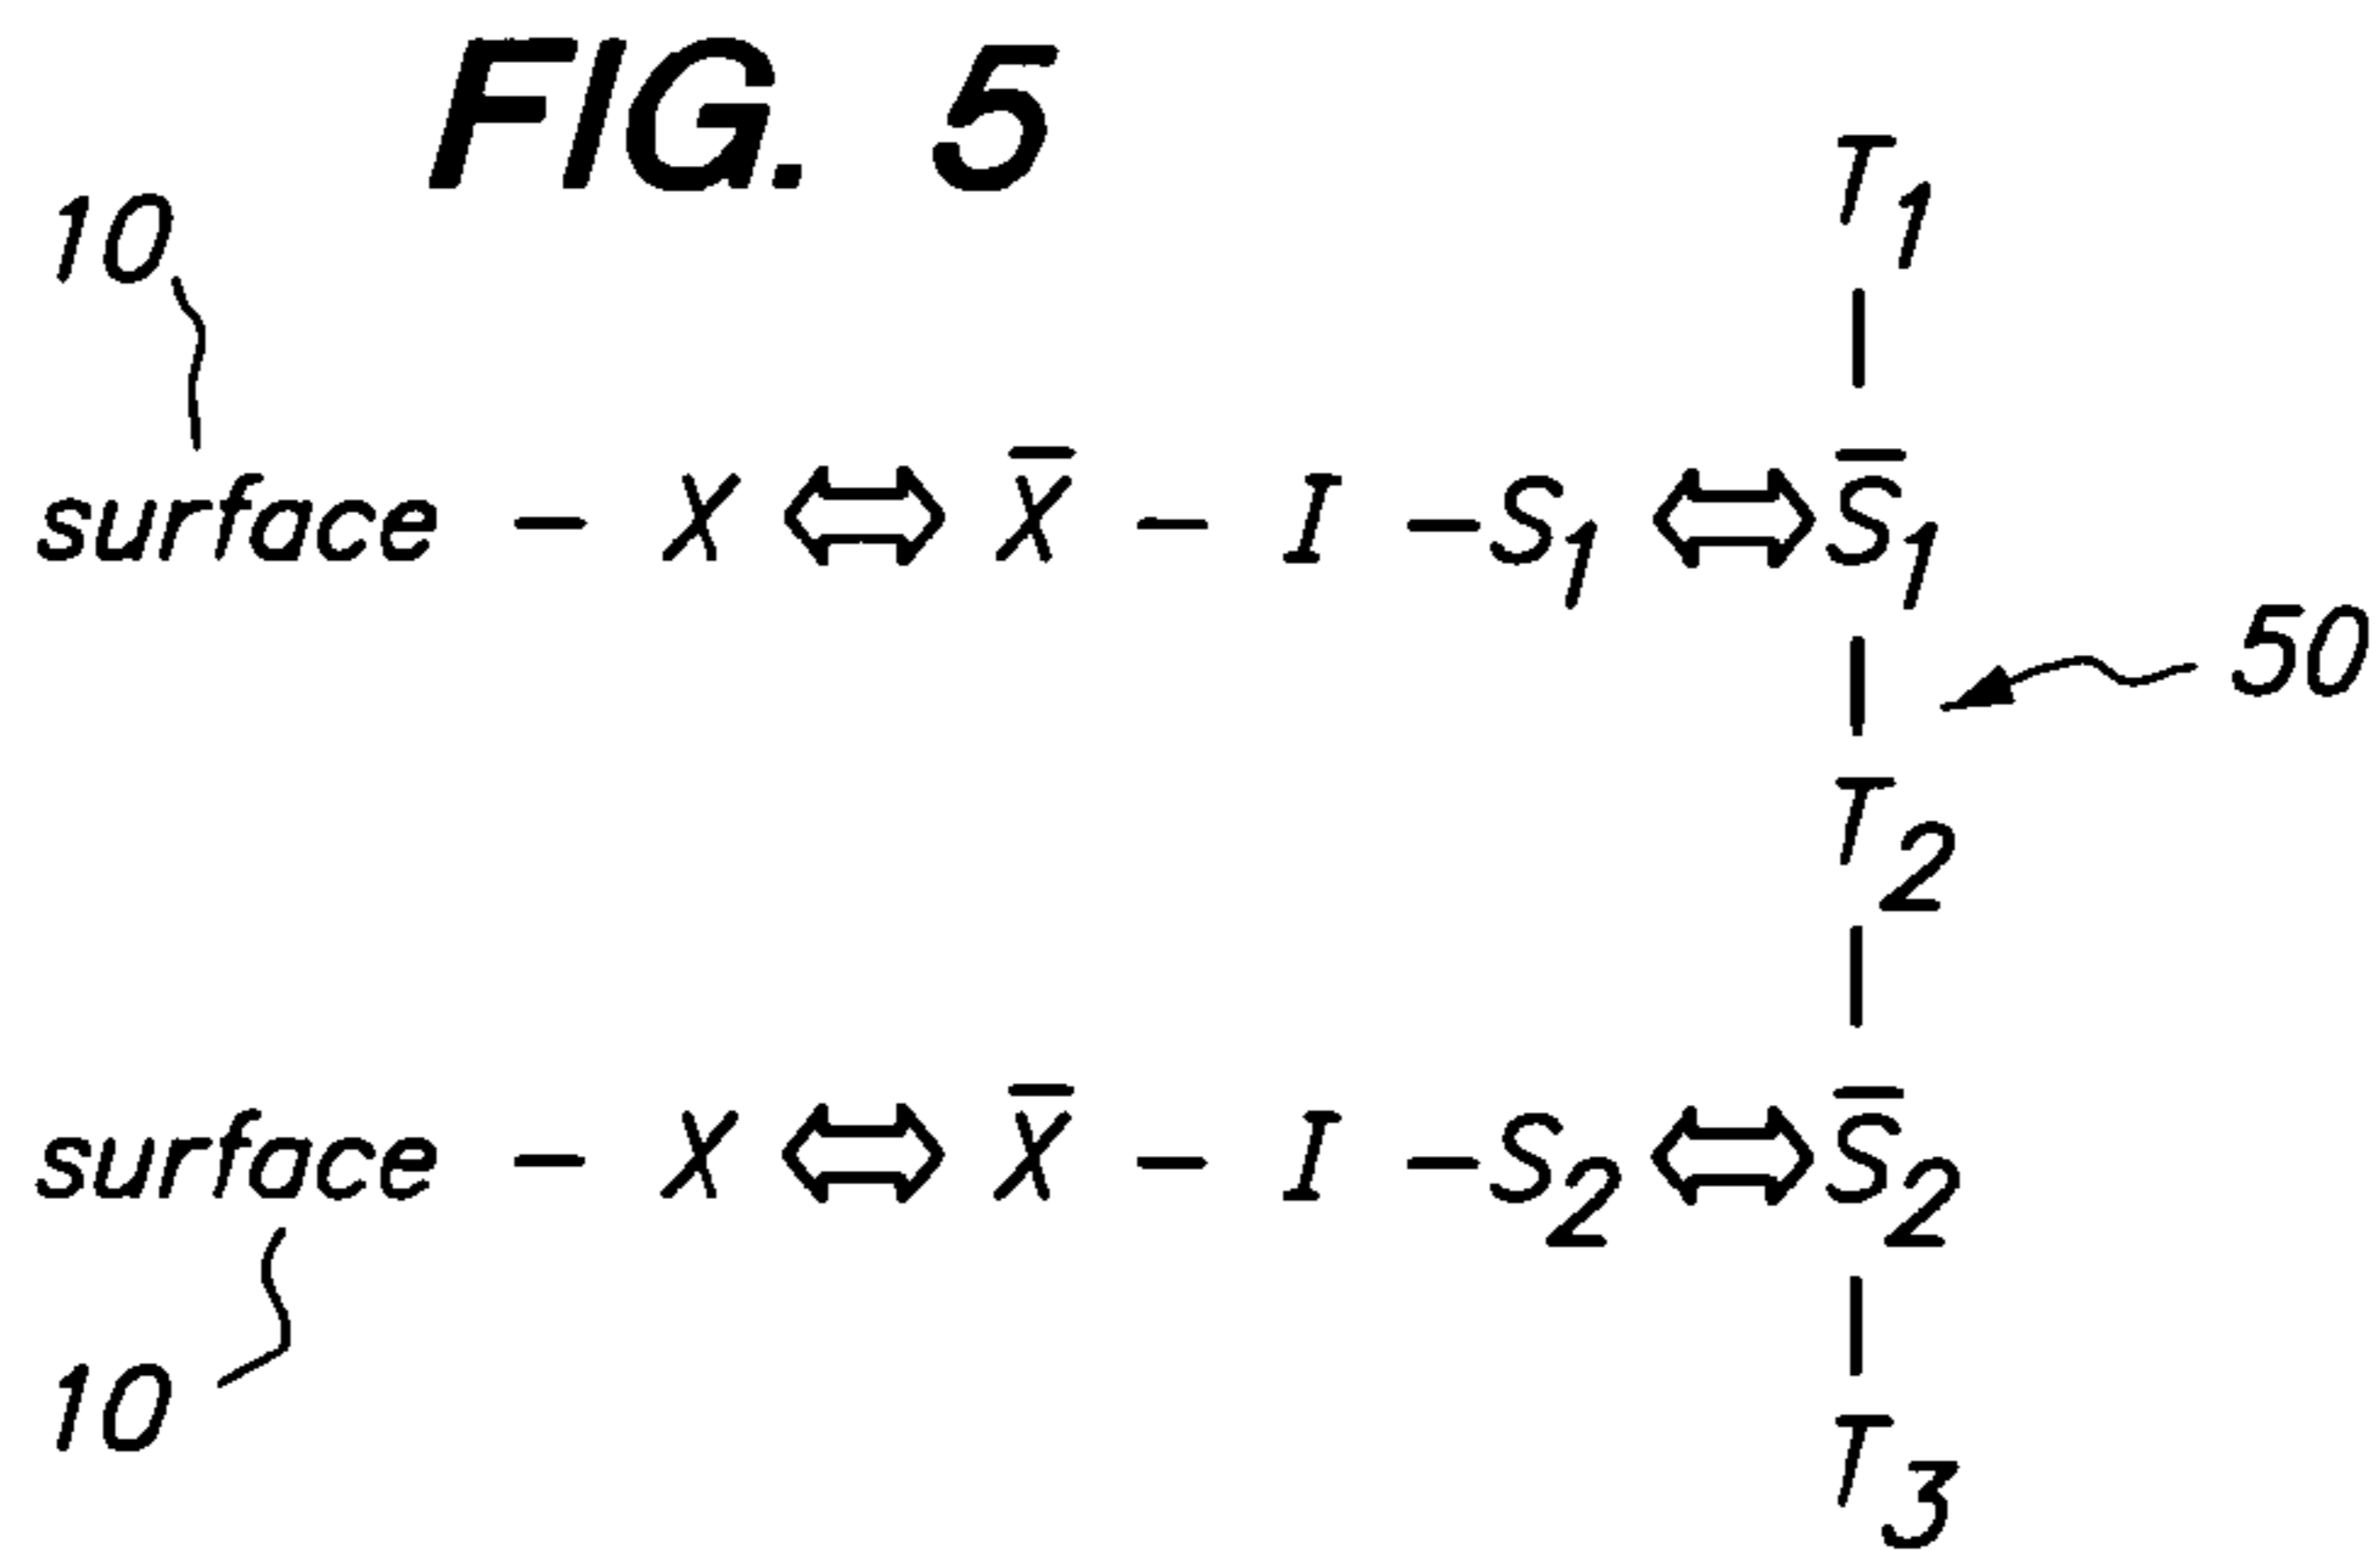 FIG. 5
10
T1
surface - X ⇔ X̄ - I - S1 ⇔ S̄1
50
T2
surface - X ⇔ X̄ - I - S2 ⇔ S̄2
10
T3